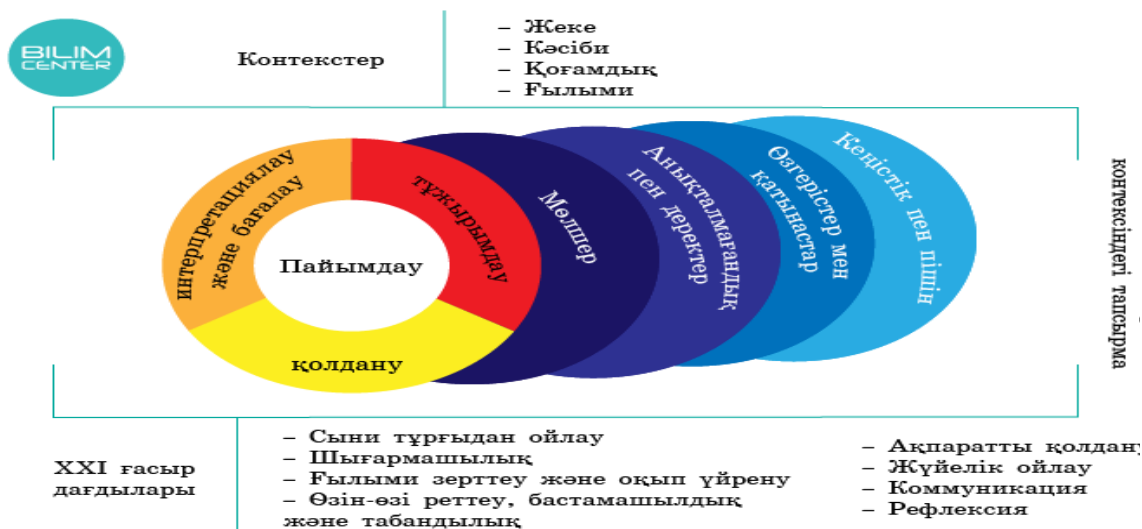 BILIM
CENTER
Контекстер
– Жеке
– Кәсіби
– Қоғамдық
– Ғылыми
интерпретациялау
және бағалау
тұжырымдау
Пайымдау
қолдану
Мөлшер
Анықталмағандық
пен деректер
Өзгерістер мен
қатынастар
Кеңістік пен пішін
контексіндегі тапсырма
XXI ғасыр
дағдылары
– Сыни тұрғыдан ойлау
– Шығармашылық
– Ғылыми зерттеу және оқып үйрену
– Өзін-өзі реттеу, бастамашылдық
және табандылық
– Ақпаратты қолдану
– Жүйелік ойлау
– Коммуникация
– Рефлексия